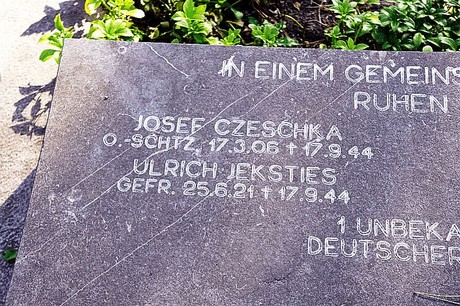 IN EINEM GEMEINS
RUHEN
JOSEF CZESCHKA
O.-SCHTZ. 17.3.06 † 17.9.44
ULRICH JEKSTIES
GEFR. 25.6.21 † 17.9.44
1 UNBEKA
DEUTSCHER